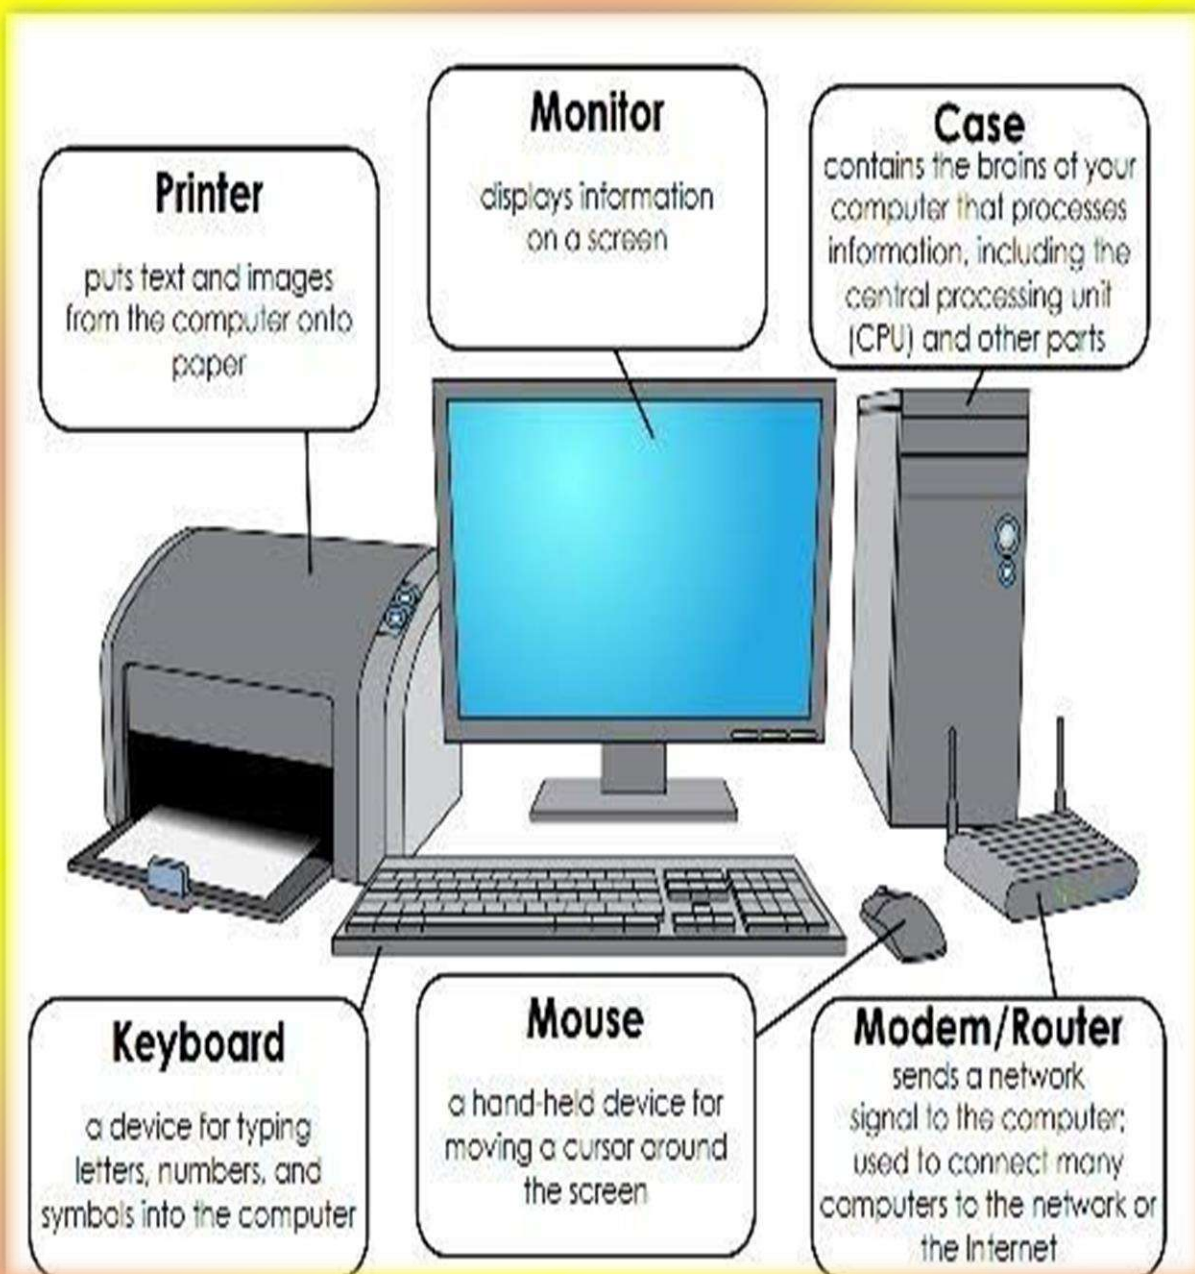 Printer
puts text and images
from the computer onto
paper
Monitor
displays information
on a screen
Case
contains the brains of your
computer that processes
information, including the
central processing unit
(CPU) and other parts
Keyboard
a device for typing
letters, numbers, and
symbols into the computer
Mouse
a hand-held device for
moving a cursor around
the screen
Modem/Router
sends a network
signal to the computer;
used to connect many
computers to the network or
the Internet